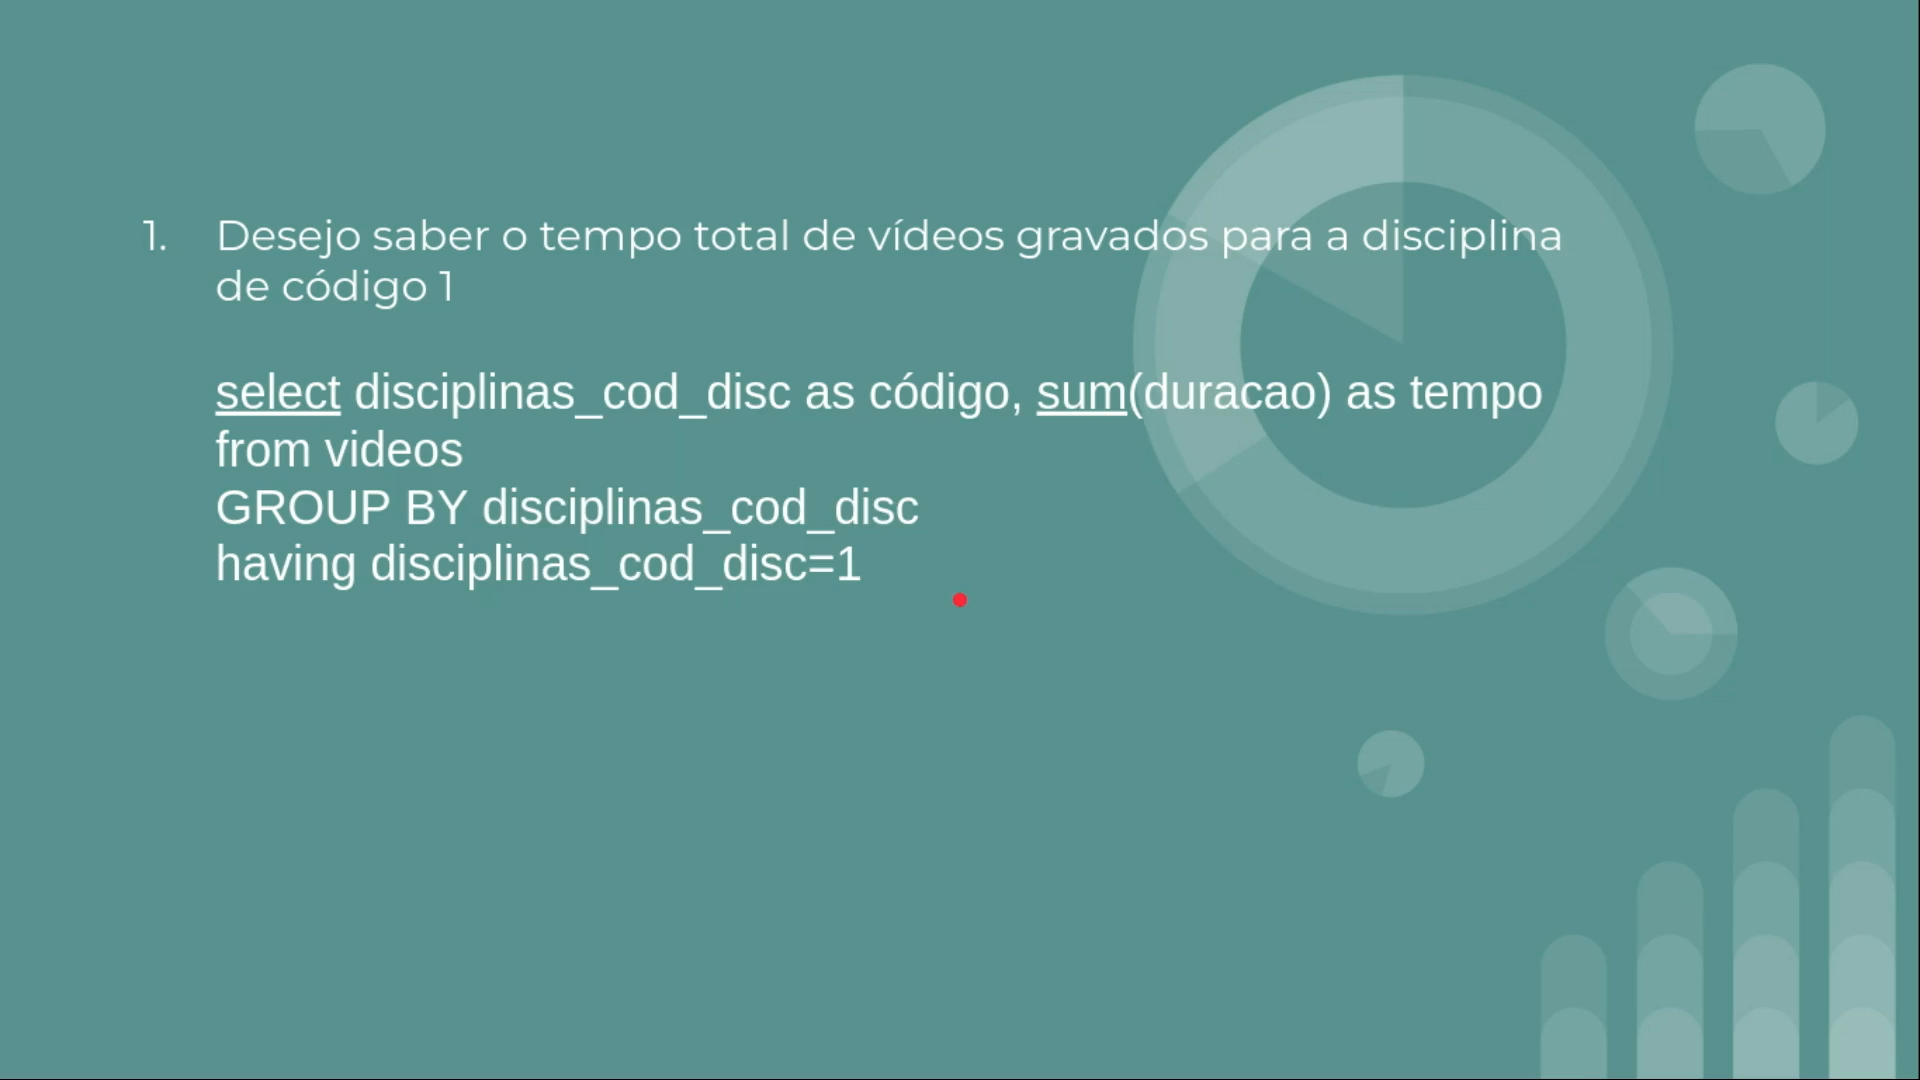 1. Desejo saber o tempo total de vídeos gravados para a disciplina
de código 1
select disciplinas_cod_disc as código, sum(duracao) as tempo
from videos
GROUP BY disciplinas_cod_disc
having disciplinas_cod_disc=1